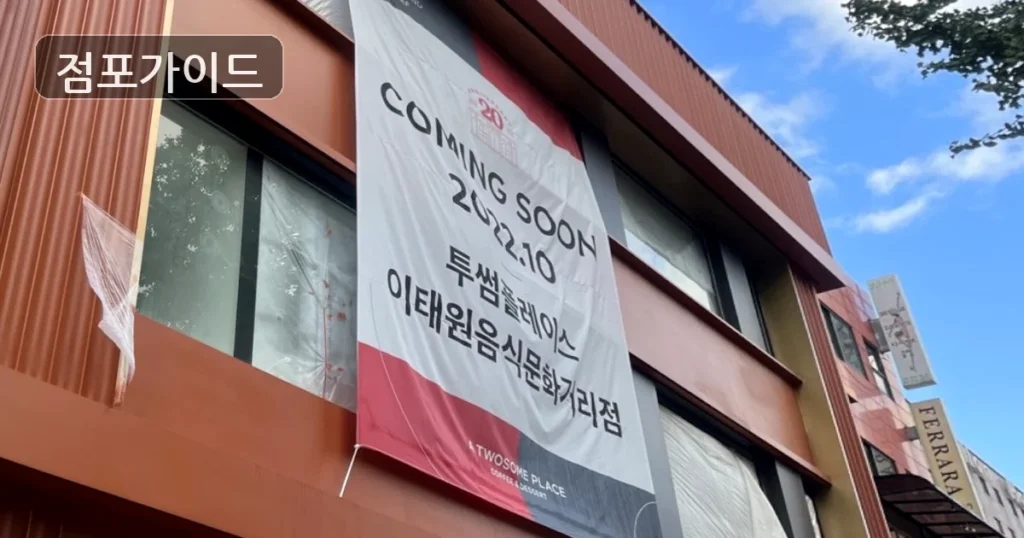 점포가이드
20
COMING SOON
2022.10
투썸플레이스
이태원음식문화거리점
A TWOSOME PLACE
COFFEE & DESSERT
FERRARA